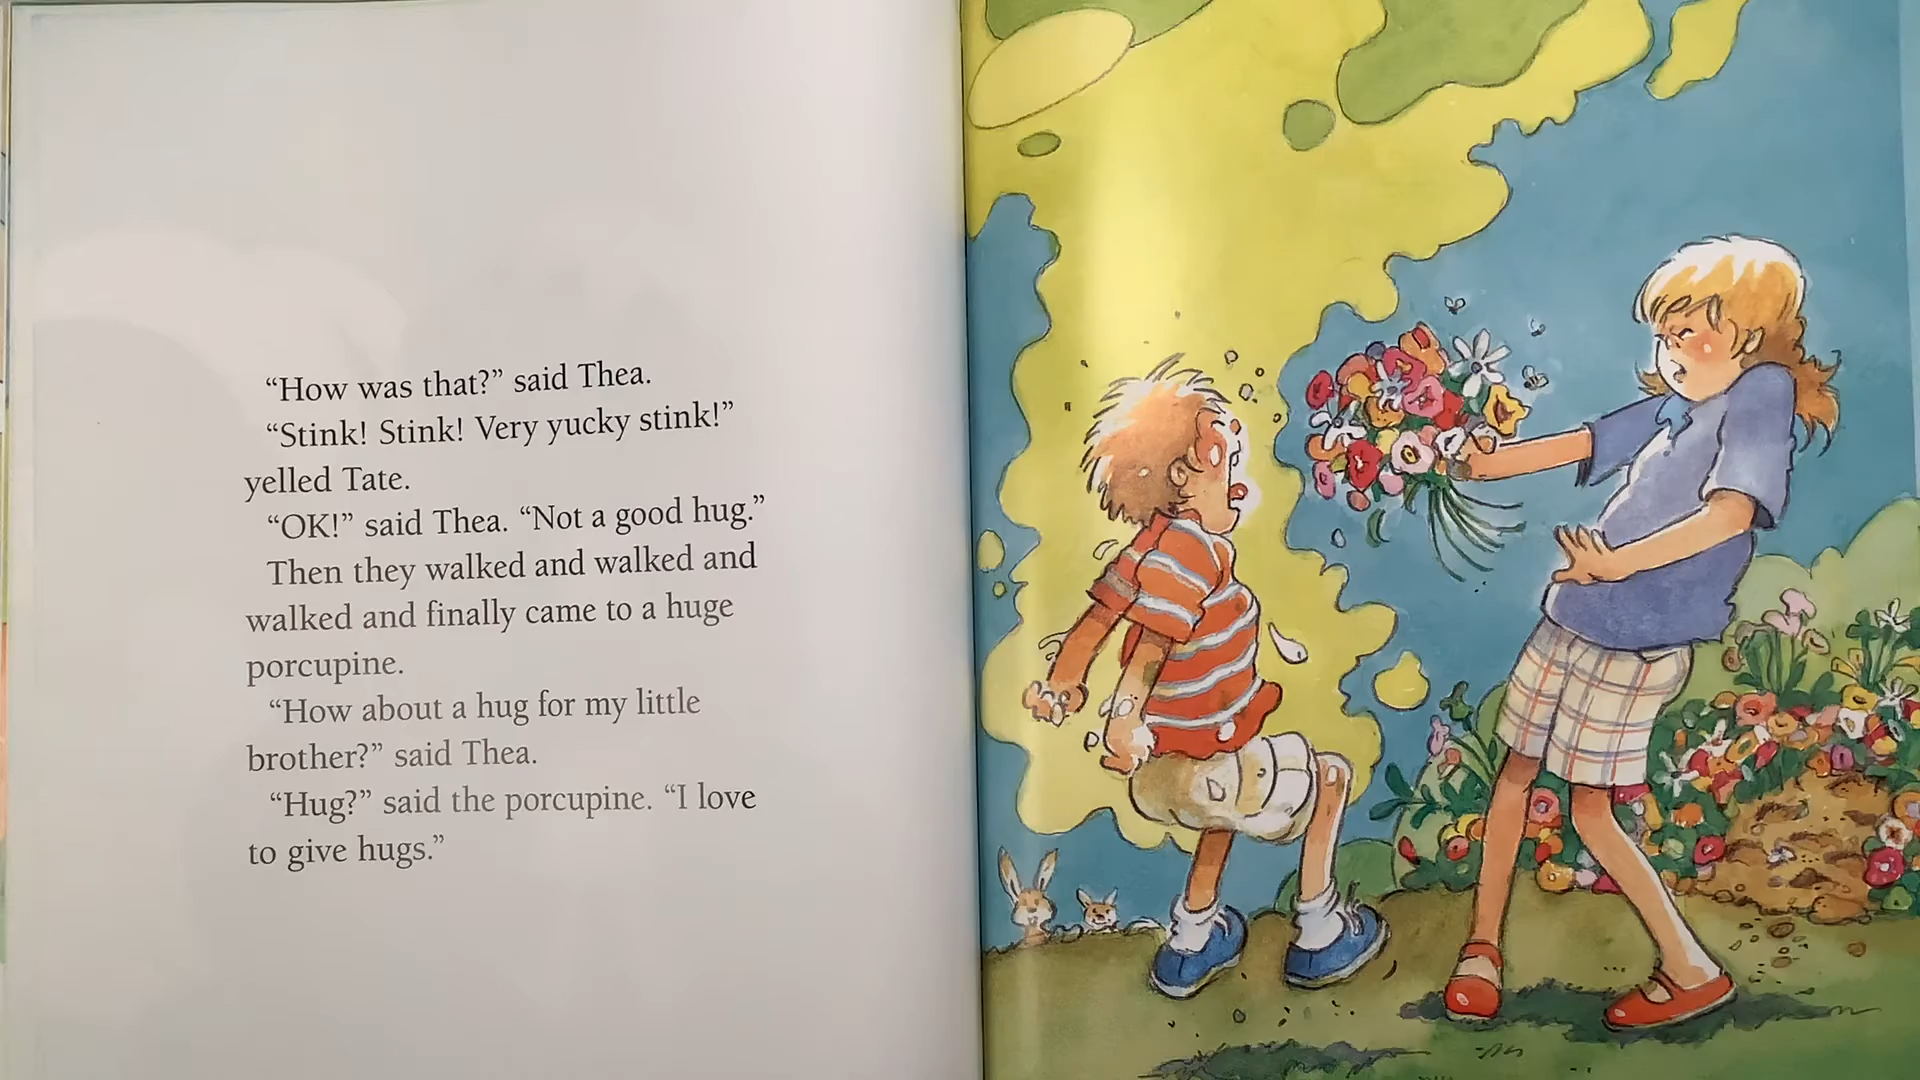 “How was that?” said Thea.
“Stink! Stink! Very yucky stink!”
yelled Tate.
“OK!” said Thea. “Not a good hug.”
Then they walked and walked and
walked and finally came to a huge
porcupine.
“How about a hug for my little
brother?” said Thea.
“Hug?” said the porcupine. “I love
to give hugs.”